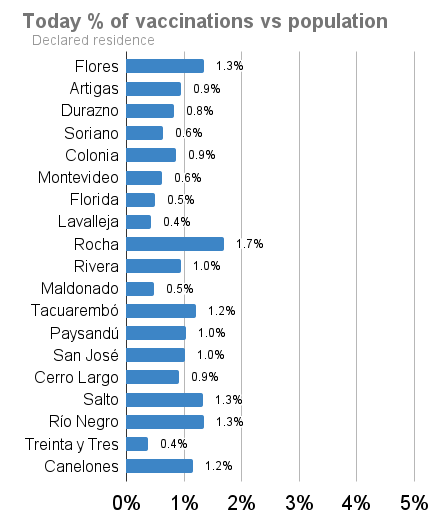 Today % of vaccinations vs population
Declared residence
Flores 1.3%
Artigas 0.9%
Durazno 0.8%
Soriano 0.6%
Colonia 0.9%
Montevideo 0.6%
Florida 0.5%
Lavalleja 0.4%
Rocha 1.7%
Rivera 1.0%
Maldonado 0.5%
Tacuarembó 1.2%
Paysandú 1.0%
San José 1.0%
Cerro Largo 0.9%
Salto 1.3%
Río Negro 1.3%
Treinta y Tres 0.4%
Canelones 1.2%
0% 1% 2% 3% 4% 5%